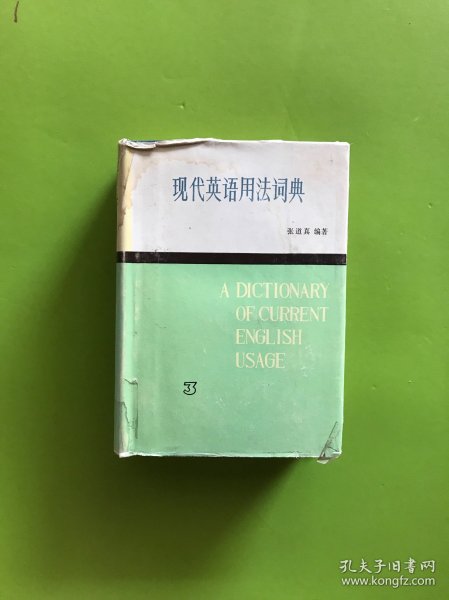 现代英语用法词典
张道真 编著
A DICTIONARY
OF CURRENT
ENGLISH
USAGE
3
孔夫子旧书网
www.kongfz.com